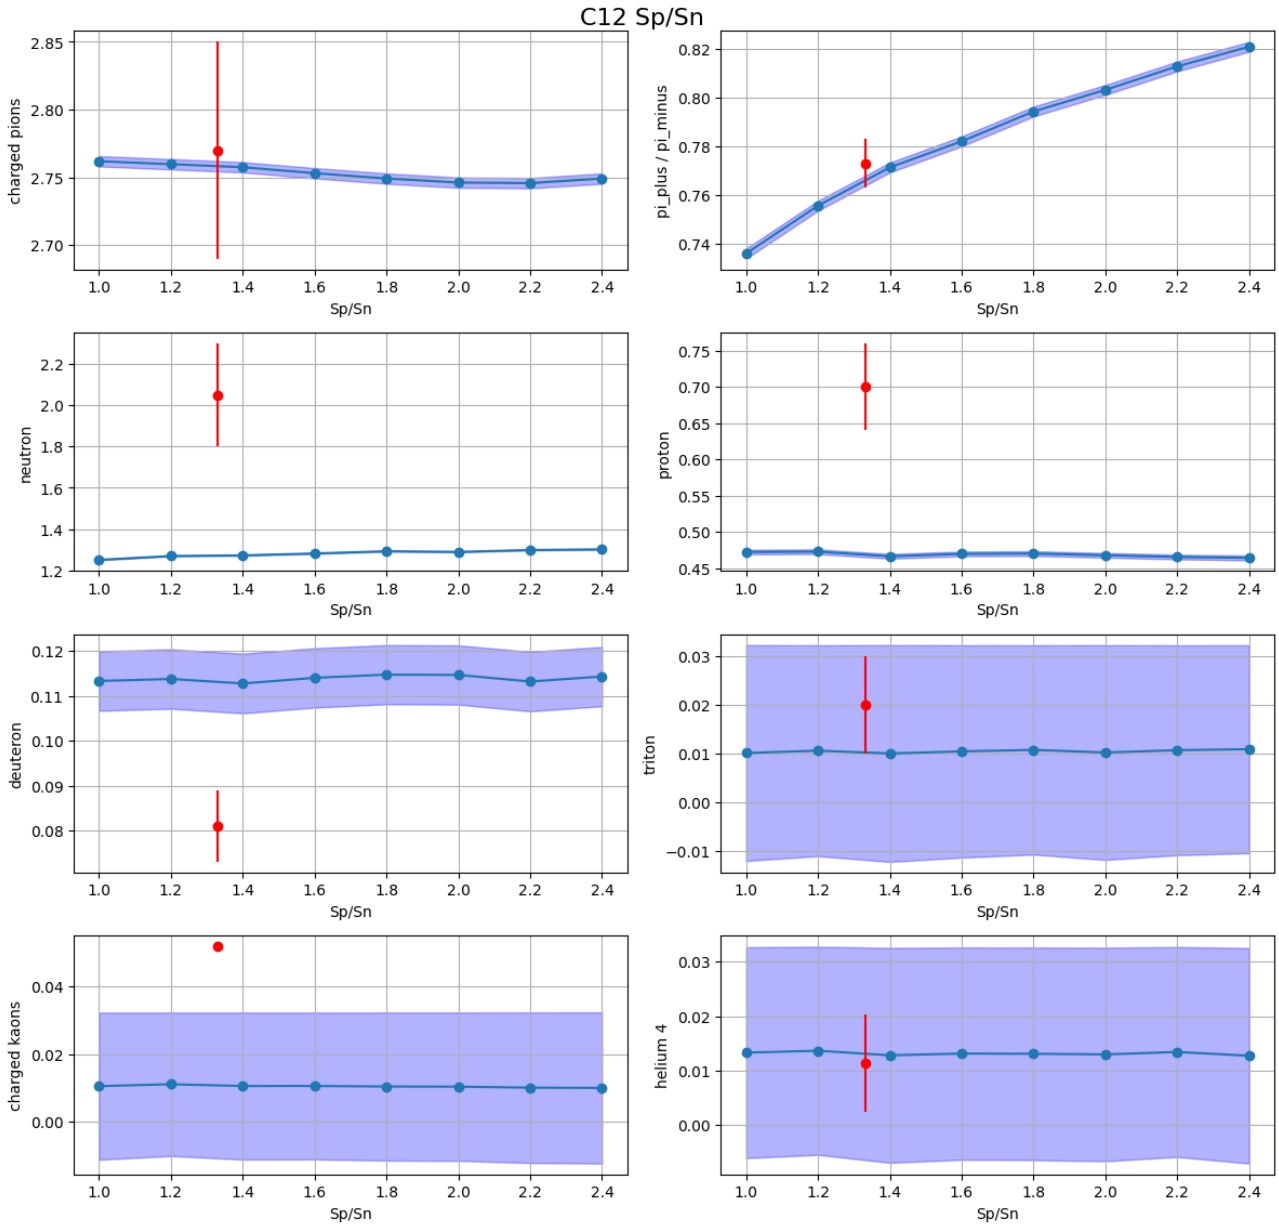 C12 Sp/Sn
charged pions
2.85
2.80
2.75
2.70
1.0 1.2 1.4 1.6 1.8 2.0 2.2 2.4
Sp/Sn
pi_plus / pi_minus
0.82
0.80
0.78
0.76
0.74
1.0 1.2 1.4 1.6 1.8 2.0 2.2 2.4
Sp/Sn
neutron
2.2
2.0
1.8
1.6
1.4
1.2
1.0 1.2 1.4 1.6 1.8 2.0 2.2 2.4
Sp/Sn
proton
0.75
0.70
0.65
0.60
0.55
0.50
0.45
1.0 1.2 1.4 1.6 1.8 2.0 2.2 2.4
Sp/Sn
deuteron
0.12
0.11
0.10
0.09
0.08
1.0 1.2 1.4 1.6 1.8 2.0 2.2 2.4
Sp/Sn
triton
0.03
0.02
0.01
0.00
−0.01
1.0 1.2 1.4 1.6 1.8 2.0 2.2 2.4
Sp/Sn
charged kaons
0.04
0.02
0.00
1.0 1.2 1.4 1.6 1.8 2.0 2.2 2.4
Sp/Sn
helium 4
0.03
0.02
0.01
0.00
1.0 1.2 1.4 1.6 1.8 2.0 2.2 2.4
Sp/Sn